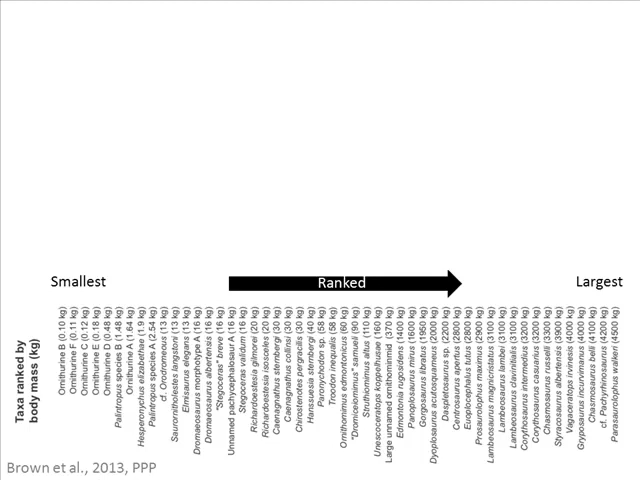 Smallest
Ranked
Largest
Taxa ranked by
body mass (kg)
Ornithurine B (0.10 kg)
Ornithurine F (0.11 kg)
Ornithurine C (0.12 kg)
Ornithurine E (0.18 kg)
Ornithurine D (0.48 kg)
Palintropus species B (1.48 kg)
Ornithurine A (1.64 kg)
Hesperonychus elizabethae (1.9 kg)
Palintropus species A (2.54 kg)
cf. Orodromeous (13 kg)
Saurornitholestes langstoni (13 kg)
Elmisaurus elegans (13 kg)
Dromaeosaurus morphotype A (16 kg)
Dromaeosaurus albertensis (16 kg)
"Stegoceras" breve (16 kg)
Unnamed pachycephalosaur A (16 kg)
Stegoceras validum (16 kg)
Richardoestesia gilmorei (20 kg)
Richardoestesia isosceles (20 kg)
Caenagnathus sternbergi (30 kg)
Caenagnathus collinsi (30 kg)
Chirostenotes pergracilis (30 kg)
Hanssuesia sternbergi (40 kg)
Paronychodon sp. (58 kg)
Troodon inequalis (58 kg)
Ornithomimus edmontonicus (60 kg)
"Dromiceiomimus" samueli (90 kg)
Struthiomimus altus (110 kg)
Unescoceratops koppelhusae (160 kg)
Large unnamed ornithomimid (370 kg)
Edmontonia rugosidens (1400 kg)
Panoplosaurus mirus (1600 kg)
Gorgosaurus libratus (1950 kg)
Dyoplosaurus acutosqumeus (2000 kg)
Daspletosaurus sp. (2200 kg)
Centrosaurus apertus (2800 kg)
Euoplocephalus tutus (2800 kg)
Prosaurolophus maximus (2900 kg)
Lambeosaurus magnicristatus (3100 kg)
Lambeosaurus lambei (3100 kg)
Lambeosaurus clavinitialis (3100 kg)
Corythosaurus intermedius (3200 kg)
Corythosaurus casuarius (3200 kg)
Chasmosaurus russelli (3300 kg)
Styracosaurus albertensis (3900 kg)
Vagaceratops irvinesis (4000 kg)
Gryposaurus incurvimanus (4000 kg)
Chasmosaurus belli (4100 kg)
cf. Pachyrhinosaurus (4200 kg)
Parasaurolophus walkeri (4500 kg)
Brown et al., 2013, PPP